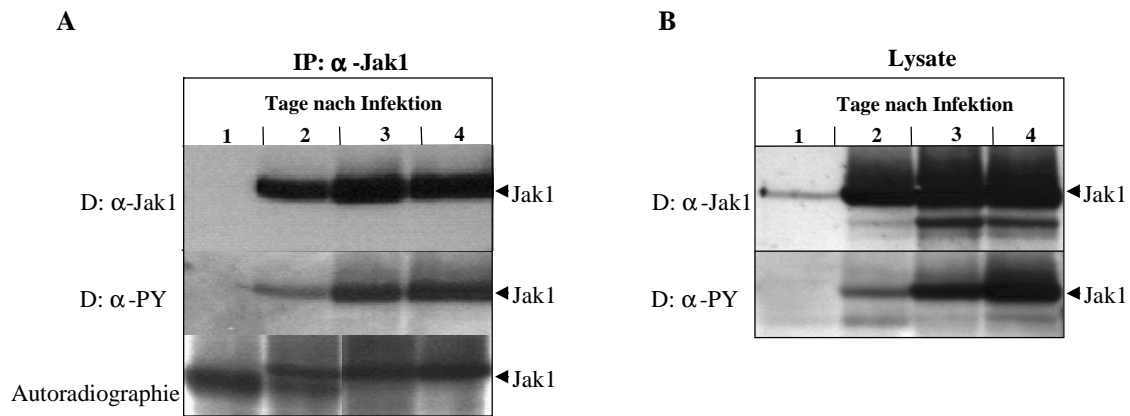 A
IP: α -Jak1
Tage nach Infektion
1 | 2 | 3 | 4
D: α-Jak1
Jak1
D: α-PY
Jak1
Autoradiographie
Jak1
B
Lysate
Tage nach Infektion
1 | 2 | 3 | 4
D: α-Jak1
Jak1
D: α-PY
Jak1